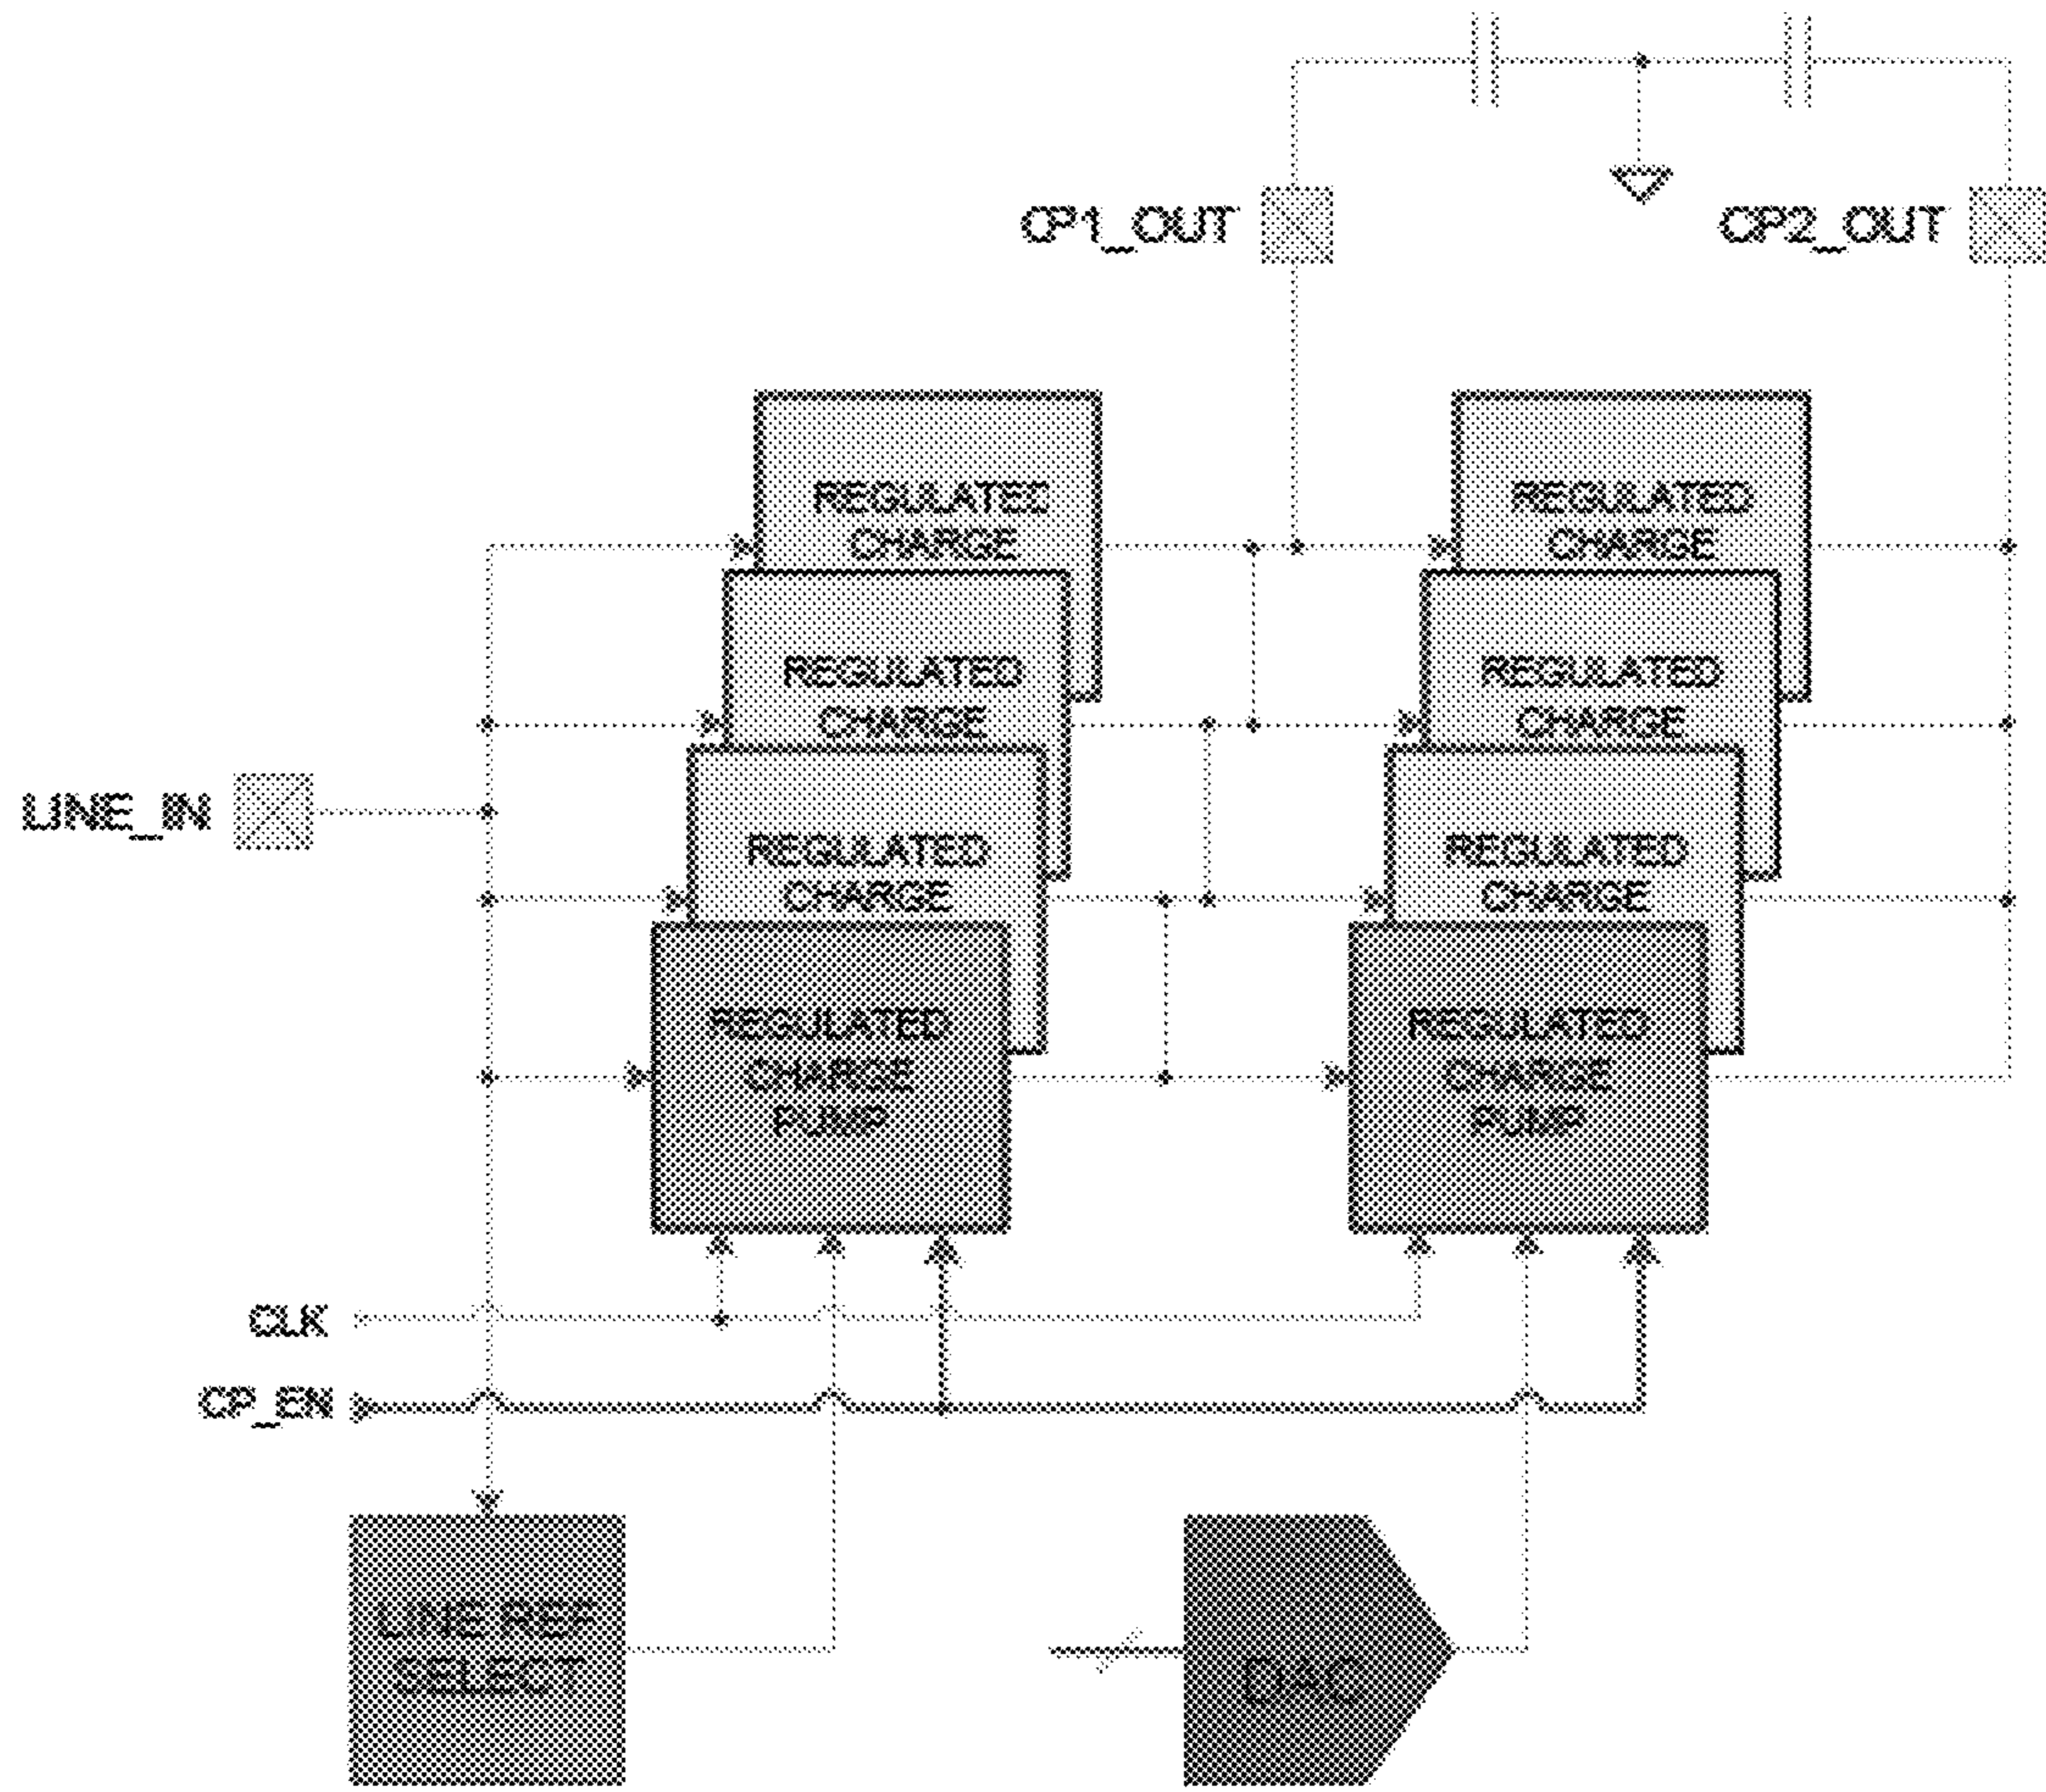 CP1_OUT
CP2_OUT
REGULATED
CHARGE
REGULATED
CHARGE
REGULATED
CHARGE
REGULATED
CHARGE
LINE_IN
REGULATED
CHARGE
REGULATED
CHARGE
REGULATED
CHARGE
PUMP
REGULATED
CHARGE
PUMP
CLK
CP_EN
LINE REF
SELECT
DAC